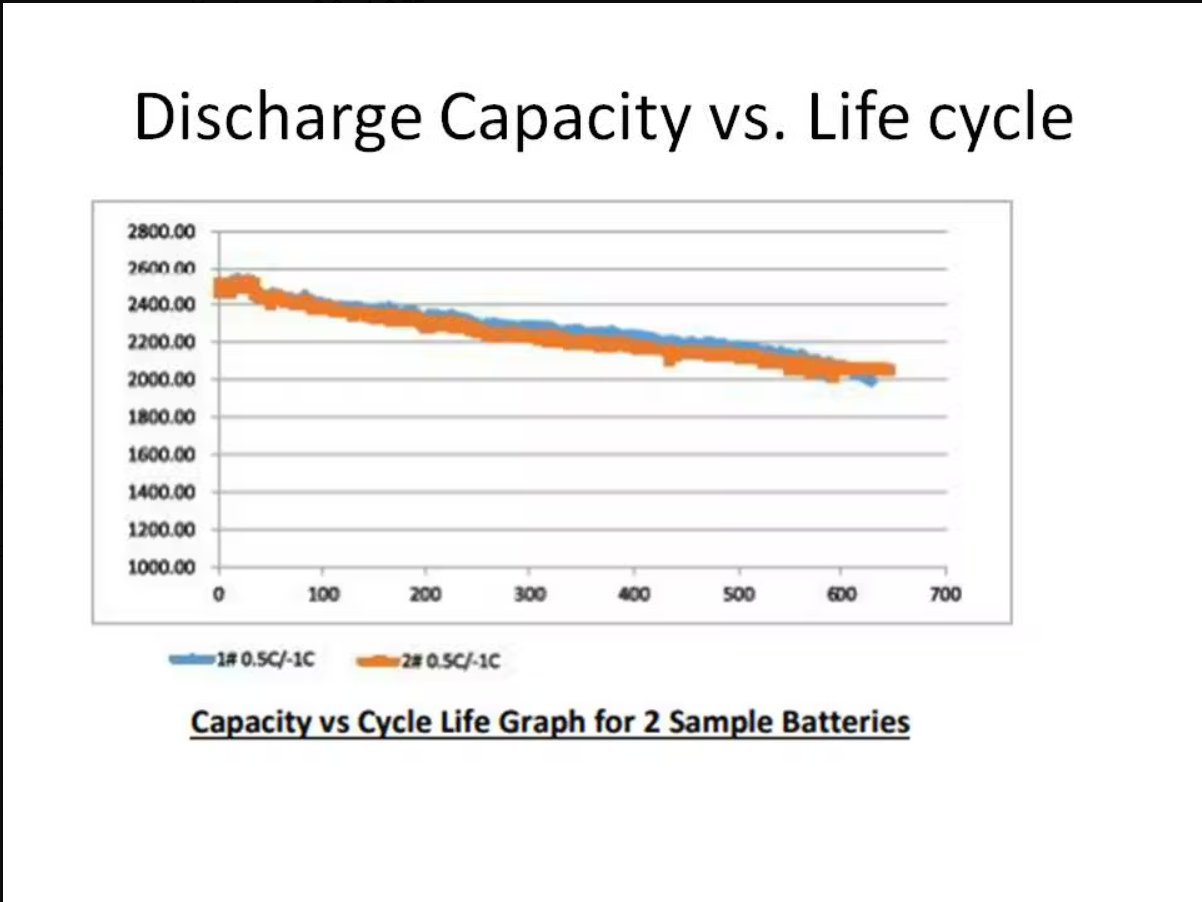 Discharge Capacity vs. Life cycle
2800.00
2600.00
2400.00
2200.00
2000.00
1800.00
1600.00
1400.00
1200.00
1000.00
0 100 200 300 400 500 600 700
1# 0.5C/-1C 2# 0.5C/-1C
Capacity vs Cycle Life Graph for 2 Sample Batteries